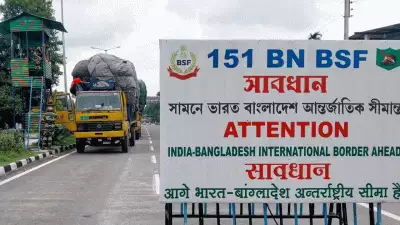 BSF
151 BN BSF
সাবধান
সামনে ভারত বাংলাদেশ আন্তর্জাতিক সীমান্ত
ATTENTION
INDIA-BANGLADESH INTERNATIONAL BORDER AHEAD
सावधान
आगे भारत-बांग्लादेश अन्तर्राष्ट्रीय सीमा है